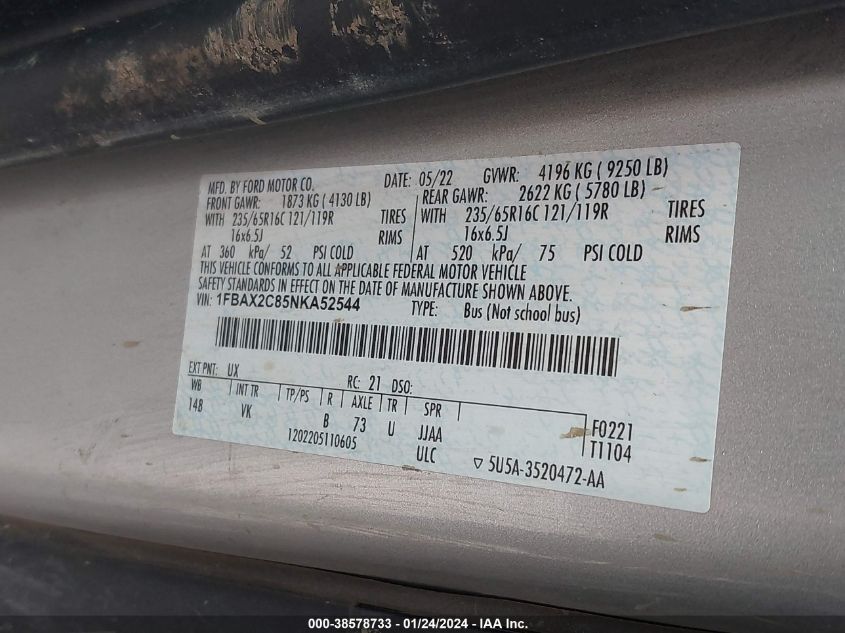 MFD. BY FORD MOTOR CO. DATE: 05/22 GVWR: 4196 KG ( 9250 LB)
FRONT GAWR: 1873 KG ( 4130 LB) REAR GAWR: 2622 KG ( 5780 LB)
WITH 235/65R16C 121/119R TIRES WITH 235/65R16C 121/119R TIRES
16x6.5J RIMS 16x6.5J RIMS
AT 360 kPa/ 52 PSI COLD AT 520 kPa/ 75 PSI COLD
THIS VEHICLE CONFORMS TO ALL APPLICABLE FEDERAL MOTOR VEHICLE
SAFETY STANDARDS IN EFFECT ON THE DATE OF MANUFACTURE SHOWN ABOVE.
VIN: 1FBAX2C85NKA52544 TYPE: Bus (Not school bus)
EXT PNT: UX RC: 21 DSO:
WB INT TR TP/PS R AXLE TR SPR
148 VK B 73 U JJAA F0221
1202205110605 ULC T1104
▽ 5U5A-3520472-AA
000-38578733 - 01/24/2024 - IAAI, Inc.